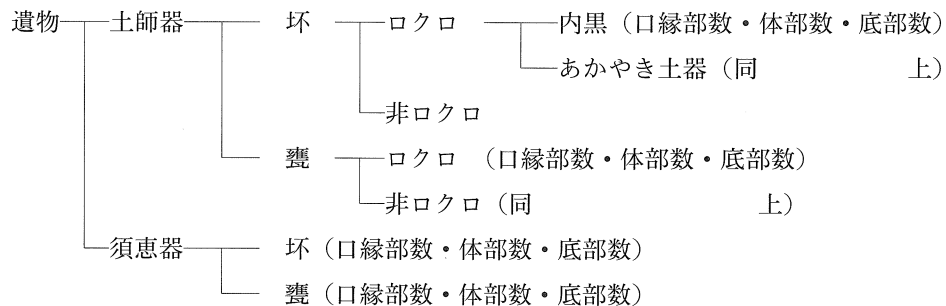 遺物 土師器 坏 ロクロ 内黒（口縁部数・体部数・底部数）
あかやき土器（同 上）
非ロクロ
甕 ロクロ （口縁部数・体部数・底部数）
非ロクロ（同 上）
須恵器 坏（口縁部数・体部数・底部数）
甕（口縁部数・体部数・底部数）